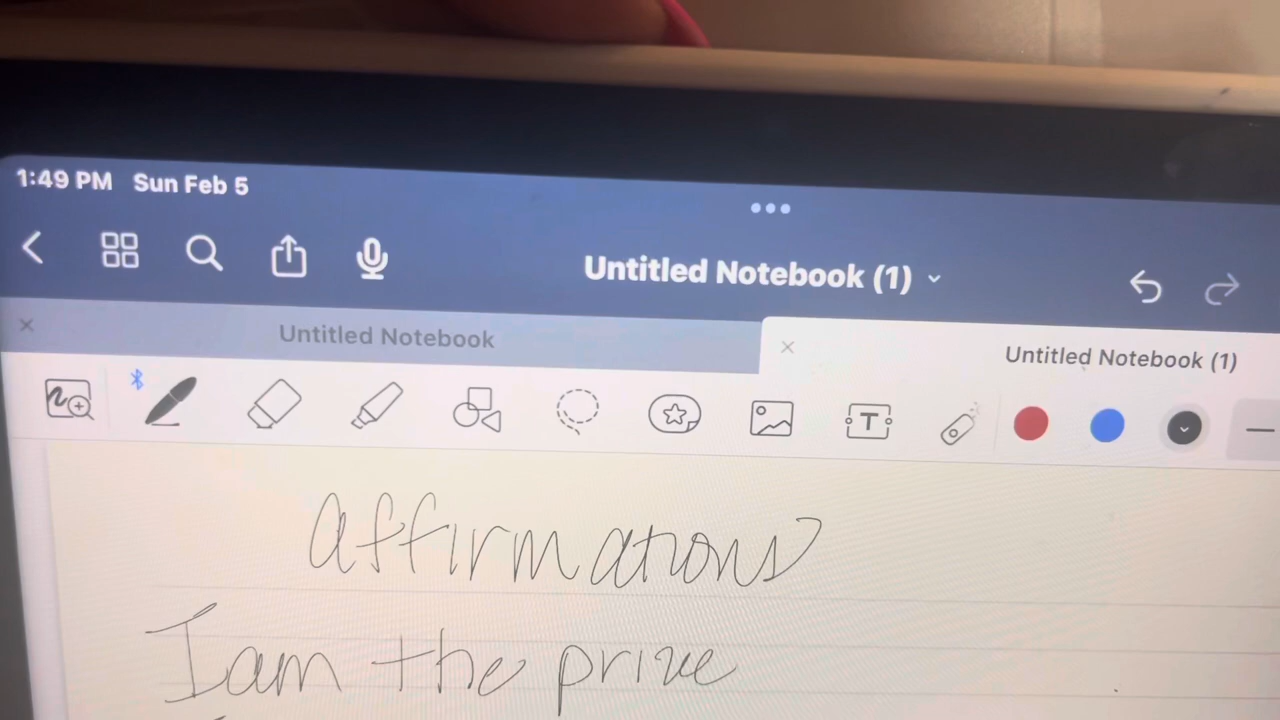 1:49 PM Sun Feb 5
Untitled Notebook (1)
Untitled Notebook
Untitled Notebook (1)
T
affirmations
I am the prize